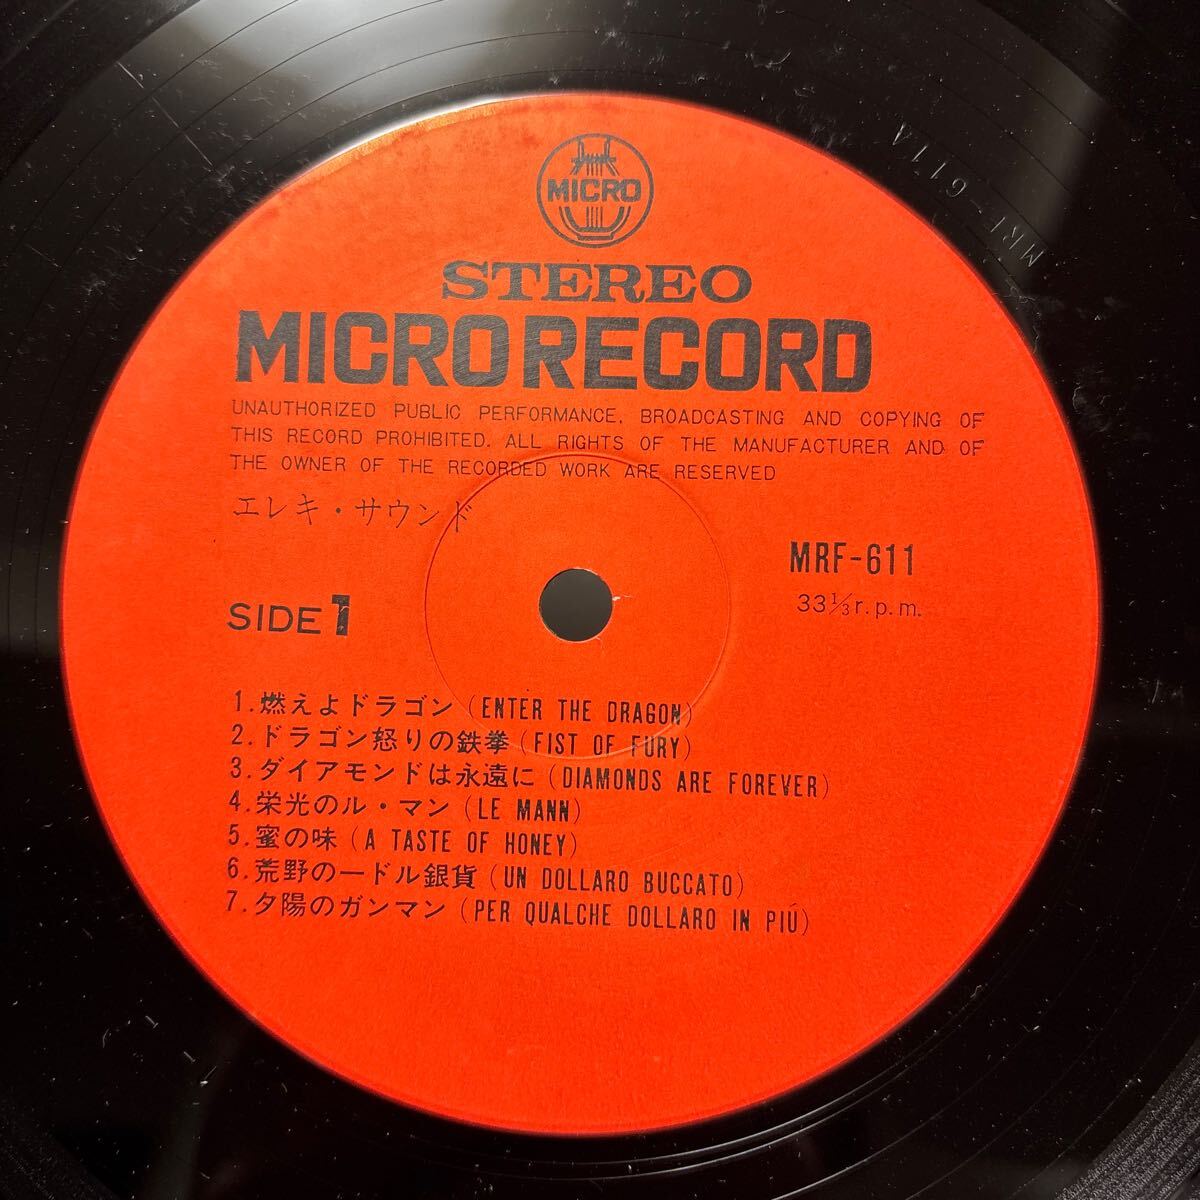 MICRO
STEREO
MICRO RECORD
UNAUTHORIZED PUBLIC PERFORMANCE, BROADCASTING AND COPYING OF
THIS RECORD PROHIBITED. ALL RIGHTS OF THE MANUFACTURER AND OF
THE OWNER OF THE RECORDED WORK ARE RESERVED
エレキ・サウンド
MRF-611
33⅓r.p.m.
SIDE 1
1.燃えよドラゴン(ENTER THE DRAGON)
2.ドラゴン怒りの鉄拳(FIST OF FURY)
3.ダイアモンドは永遠に(DIAMONDS ARE FOREVER)
4.栄光のル・マン(LE MANN)
5.蜜の味(A TASTE OF HONEY)
6.荒野の一ドル銀貨(UN DOLLARO BUCCATO)
7.夕陽のガンマン(PER QUALCHE DOLLARO IN PIÚ)
MRF-611A